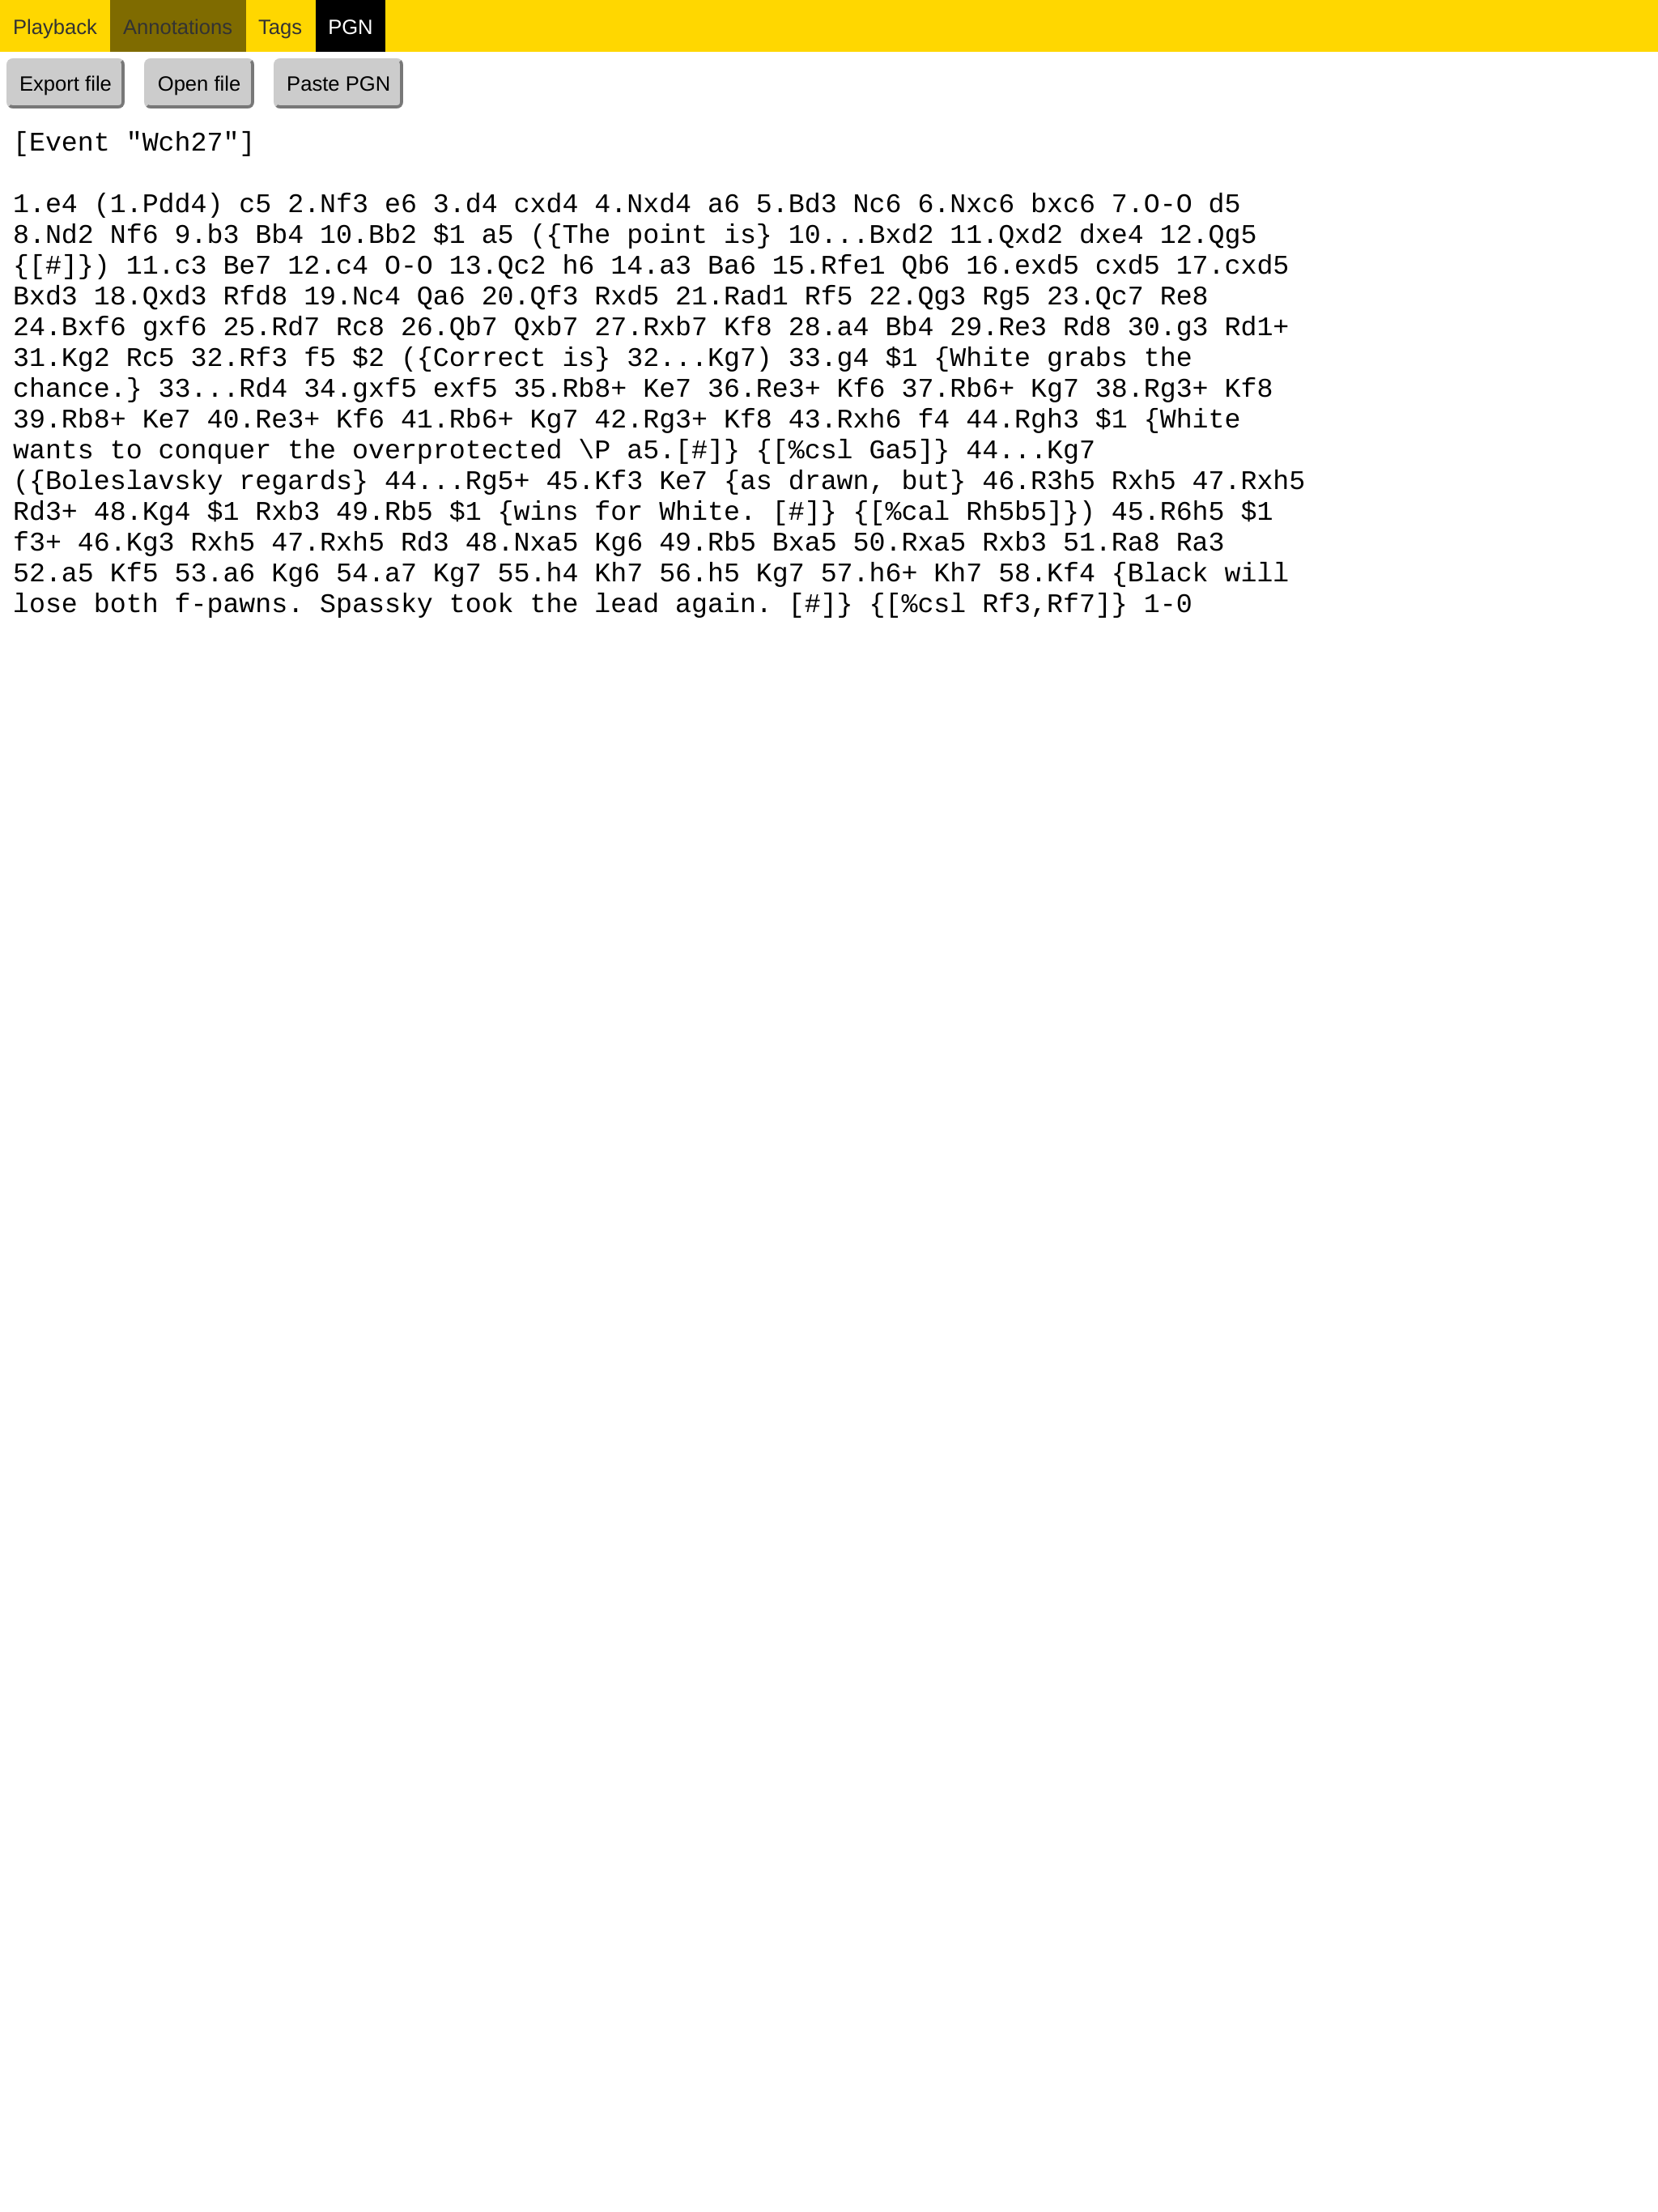 Playback Annotations Tags PGN
Export file Open file Paste PGN
[Event "Wch27"]
1.e4 (1.Pdd4) c5 2.Nf3 e6 3.d4 cxd4 4.Nxd4 a6 5.Bd3 Nc6 6.Nxc6 bxc6 7.O-O d5
8.Nd2 Nf6 9.b3 Bb4 10.Bb2 $1 a5 ({The point is} 10...Bxd2 11.Qxd2 dxe4 12.Qg5
{[#]}) 11.c3 Be7 12.c4 O-O 13.Qc2 h6 14.a3 Ba6 15.Rfe1 Qb6 16.exd5 cxd5 17.cxd5
Bxd3 18.Qxd3 Rfd8 19.Nc4 Qa6 20.Qf3 Rxd5 21.Rad1 Rf5 22.Qg3 Rg5 23.Qc7 Re8
24.Bxf6 gxf6 25.Rd7 Rc8 26.Qb7 Qxb7 27.Rxb7 Kf8 28.a4 Bb4 29.Re3 Rd8 30.g3 Rd1+
31.Kg2 Rc5 32.Rf3 f5 $2 ({Correct is} 32...Kg7) 33.g4 $1 {White grabs the
chance.} 33...Rd4 34.gxf5 exf5 35.Rb8+ Ke7 36.Re3+ Kf6 37.Rb6+ Kg7 38.Rg3+ Kf8
39.Rb8+ Ke7 40.Re3+ Kf6 41.Rb6+ Kg7 42.Rg3+ Kf8 43.Rxh6 f4 44.Rgh3 $1 {White
wants to conquer the overprotected \P a5.[#]} {[%csl Ga5]} 44...Kg7
({Boleslavsky regards} 44...Rg5+ 45.Kf3 Ke7 {as drawn, but} 46.R3h5 Rxh5 47.Rxh5
Rd3+ 48.Kg4 $1 Rxb3 49.Rb5 $1 {wins for White. [#]} {[%cal Rh5b5]}) 45.R6h5 $1
f3+ 46.Kg3 Rxh5 47.Rxh5 Rd3 48.Nxa5 Kg6 49.Rb5 Bxa5 50.Rxa5 Rxb3 51.Ra8 Ra3
52.a5 Kf5 53.a6 Kg6 54.a7 Kg7 55.h4 Kh7 56.h5 Kg7 57.h6+ Kh7 58.Kf4 {Black will
lose both f-pawns. Spassky took the lead again. [#]} {[%csl Rf3,Rf7]} 1-0